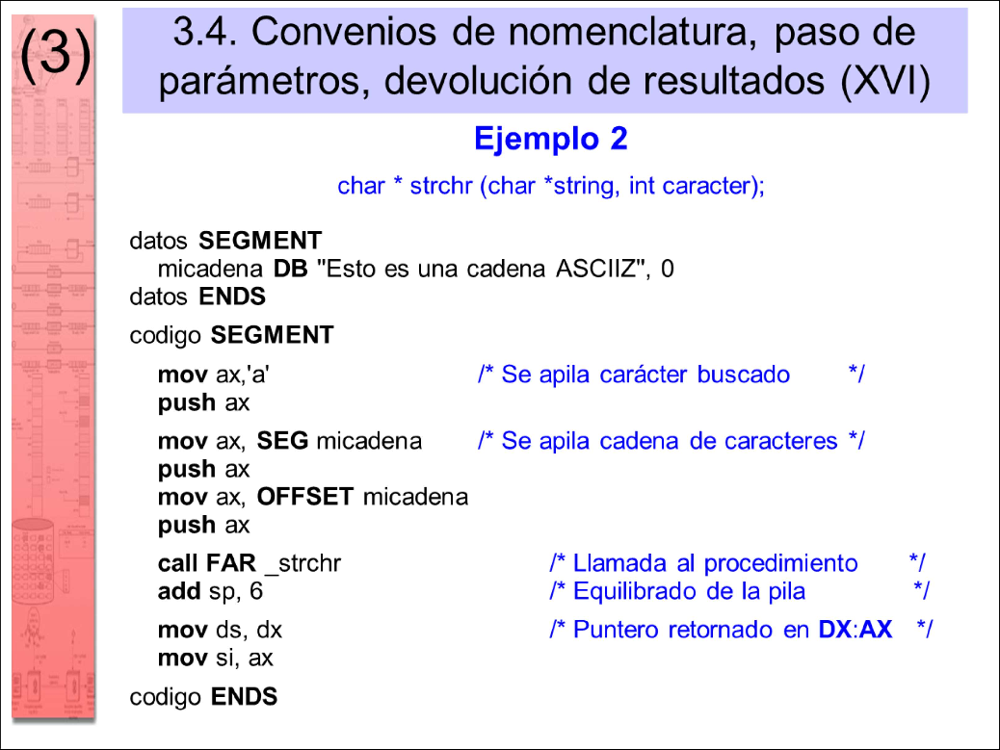 (3)
3.4. Convenios de nomenclatura, paso de
parámetros, devolución de resultados (XVI)
Ejemplo 2
char * strchr (char *string, int caracter);
datos SEGMENT
micadena DB "Esto es una cadena ASCIIZ", 0
datos ENDS
codigo SEGMENT
mov ax,'a' /* Se apila carácter buscado */
push ax
mov ax, SEG micadena /* Se apila cadena de caracteres */
push ax
mov ax, OFFSET micadena
push ax
call FAR _strchr /* Llamada al procedimiento */
add sp, 6 /* Equilibrado de la pila */
mov ds, dx /* Puntero retornado en DX:AX */
mov si, ax
codigo ENDS